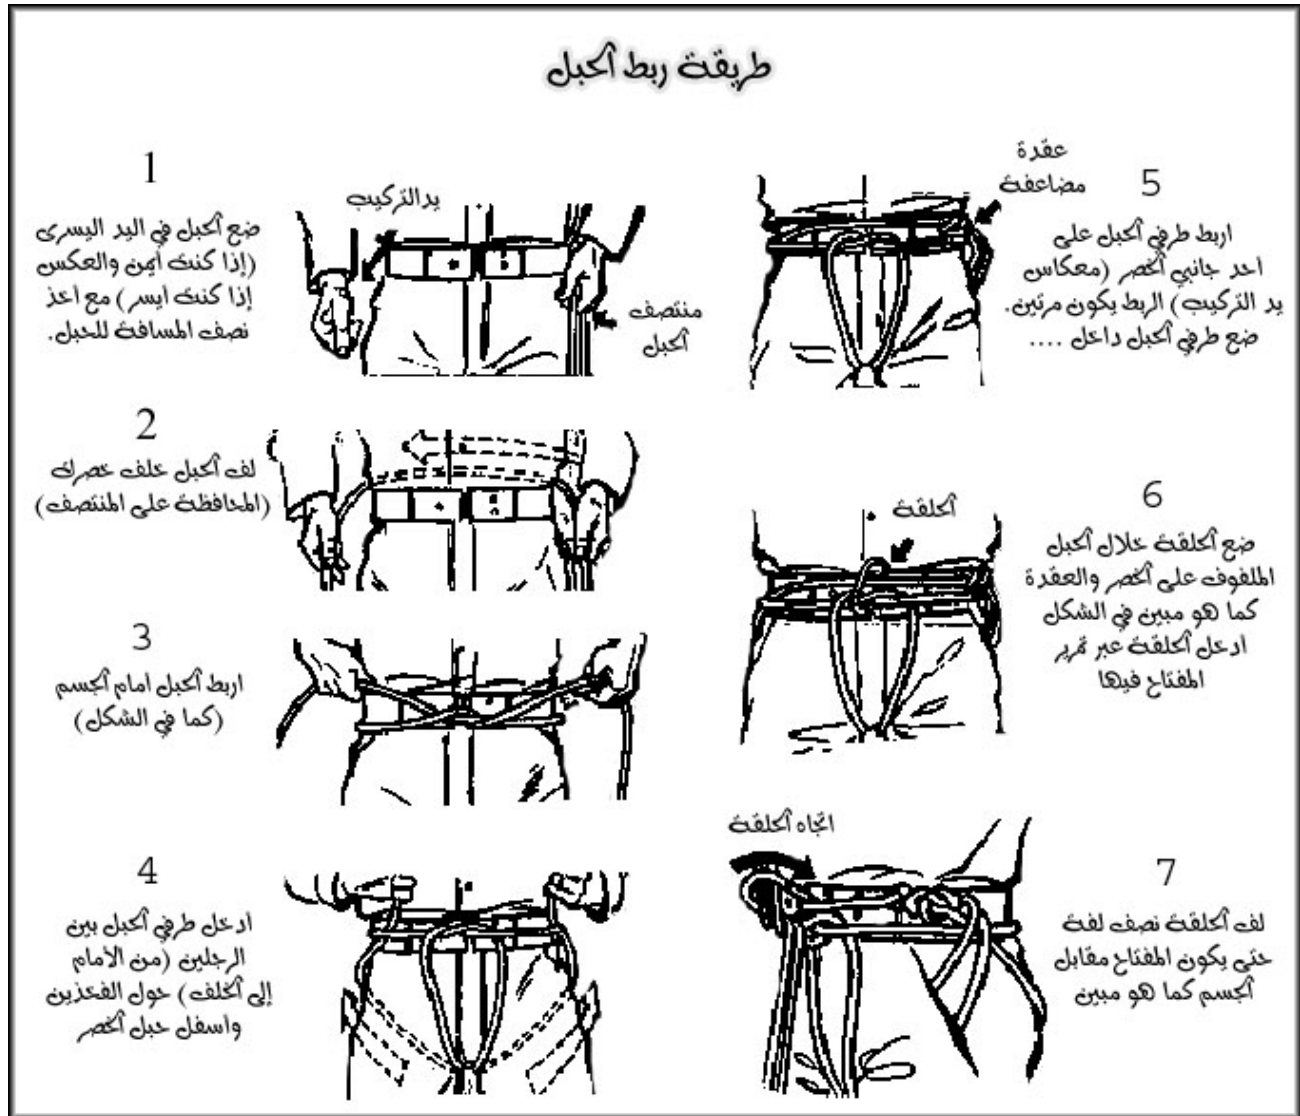 طريقة ربط الحبل
1
ضع الحبل في اليد اليسرى
(إذا كنت أيمن والعكس
إذا كنت ايسر) مع اخذ
نصف المسافة للحبل.
يد التركيب
منتصف
الحبل
2
لف الحبل خلف خصرك
(المحافظة على المنتصف)
3
اربط الحبل امام الجسم
(كما في الشكل)
4
ادخل طرفي الحبل بين
الرجلين (من الأمام
إلى الخلف) حول الفخذين
واسفل حبل الخصر
5
عقدة
مضاعفة
اربط طرفي الحبل على
احد جانبي الخصر (معكاس
يد التركيب) الربط يكون مرتين.
ضع طرفي الحبل داخل ....
6
الحلقة
ضع الحلقة خلال الحبل
الملفوف على الخصر والعقدة
كما هو مبين في الشكل
ادخل الحلقة عبر تمرير
المفتاح فيها
7
اتجاه الحلقة
لف الحلقة نصف لفة
حتى يكون المفتاح مقابل
الجسم كما هو مبين